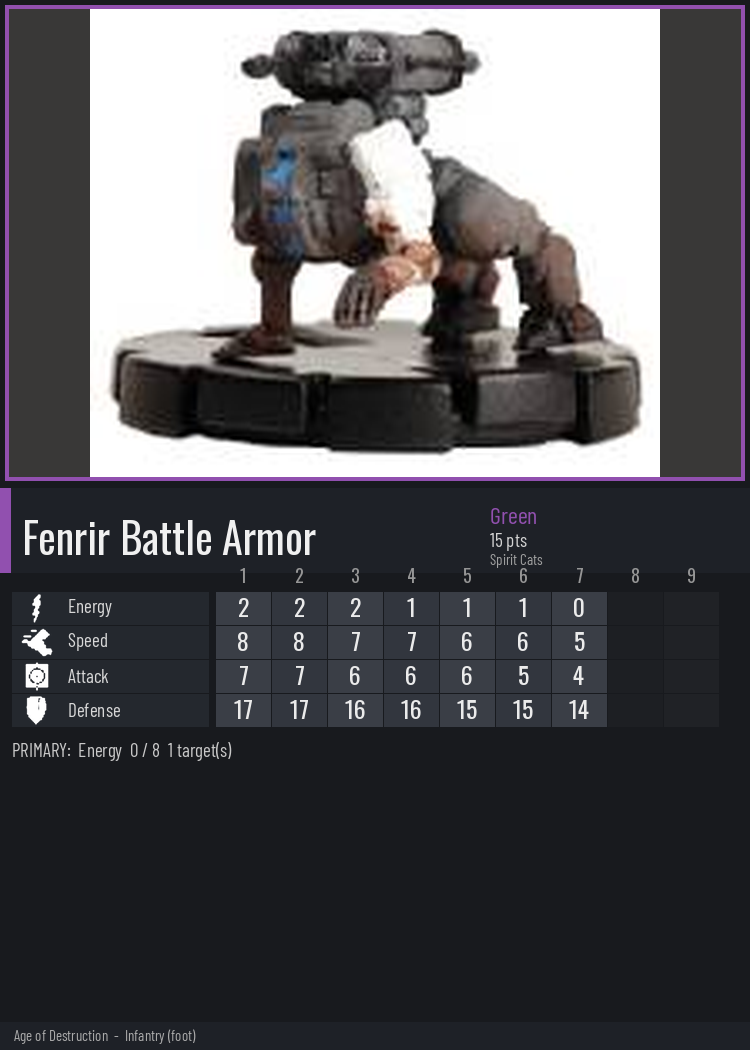 Fenrir Battle Armor
Green
15 pts
Spirit Cats
1 2 3 4 5 6 7 8 9
Energy 2 2 2 1 1 1 0
Speed 8 8 7 7 6 6 5
Attack 7 7 6 6 6 5 4
Defense 17 17 16 16 15 15 14
PRIMARY: Energy 0 / 8 1 target(s)
Age of Destruction - Infantry (foot)